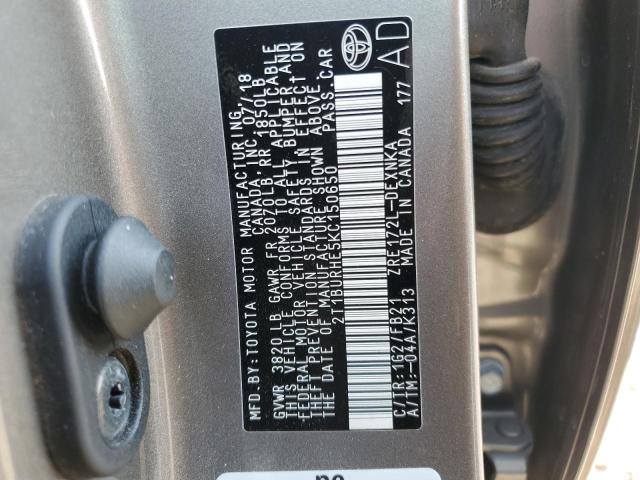 MFD.BY:TOYOTA MOTOR MANUFACTURING
CANADA, INC. 07/18
GVWR 3820LB GAWR FR 2070LB RR 1850LB
THIS VEHICLE CONFORMS TO ALL APPLICABLE
FEDERAL MOTOR VEHICLE SAFETY, BUMPER, AND
THEFT PREVENTION STANDARDS IN EFFECT ON
THE DATE OF MANUFACTURE SHOWN ABOVE.
2T1BURHE5KC150650 PASS.CAR
C/TR:1G2/FB21 ZRE172L-DEXNKA
A/TM:-04A/K313 MADE IN CANADA 177
AD